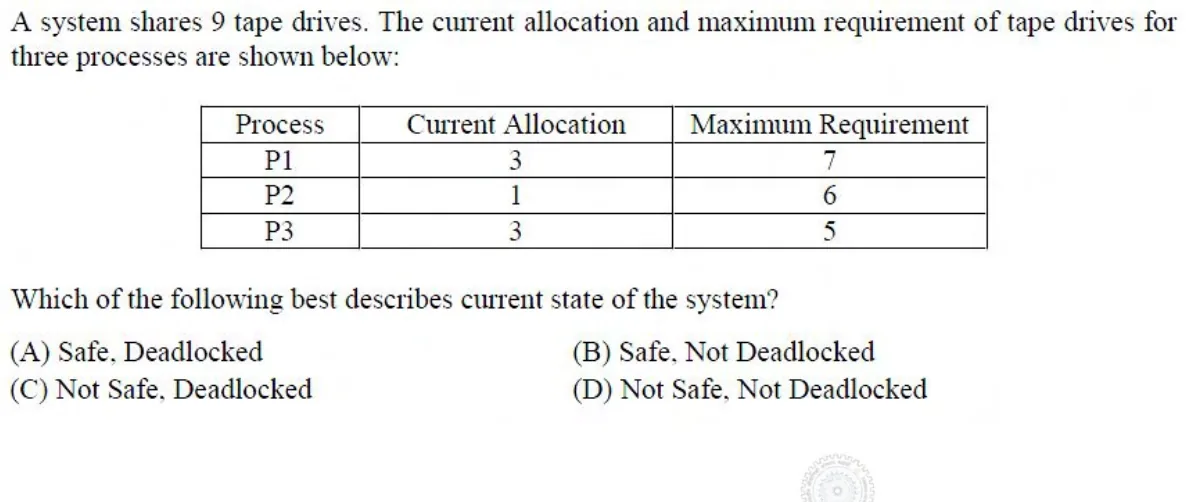 A system shares 9 tape drives. The current allocation and maximum requirement of tape drives for
three processes are shown below:
Process Current Allocation Maximum Requirement
P1 3 7
P2 1 6
P3 3 5
Which of the following best describes current state of the system?
(A) Safe, Deadlocked (B) Safe, Not Deadlocked
(C) Not Safe, Deadlocked (D) Not Safe, Not Deadlocked